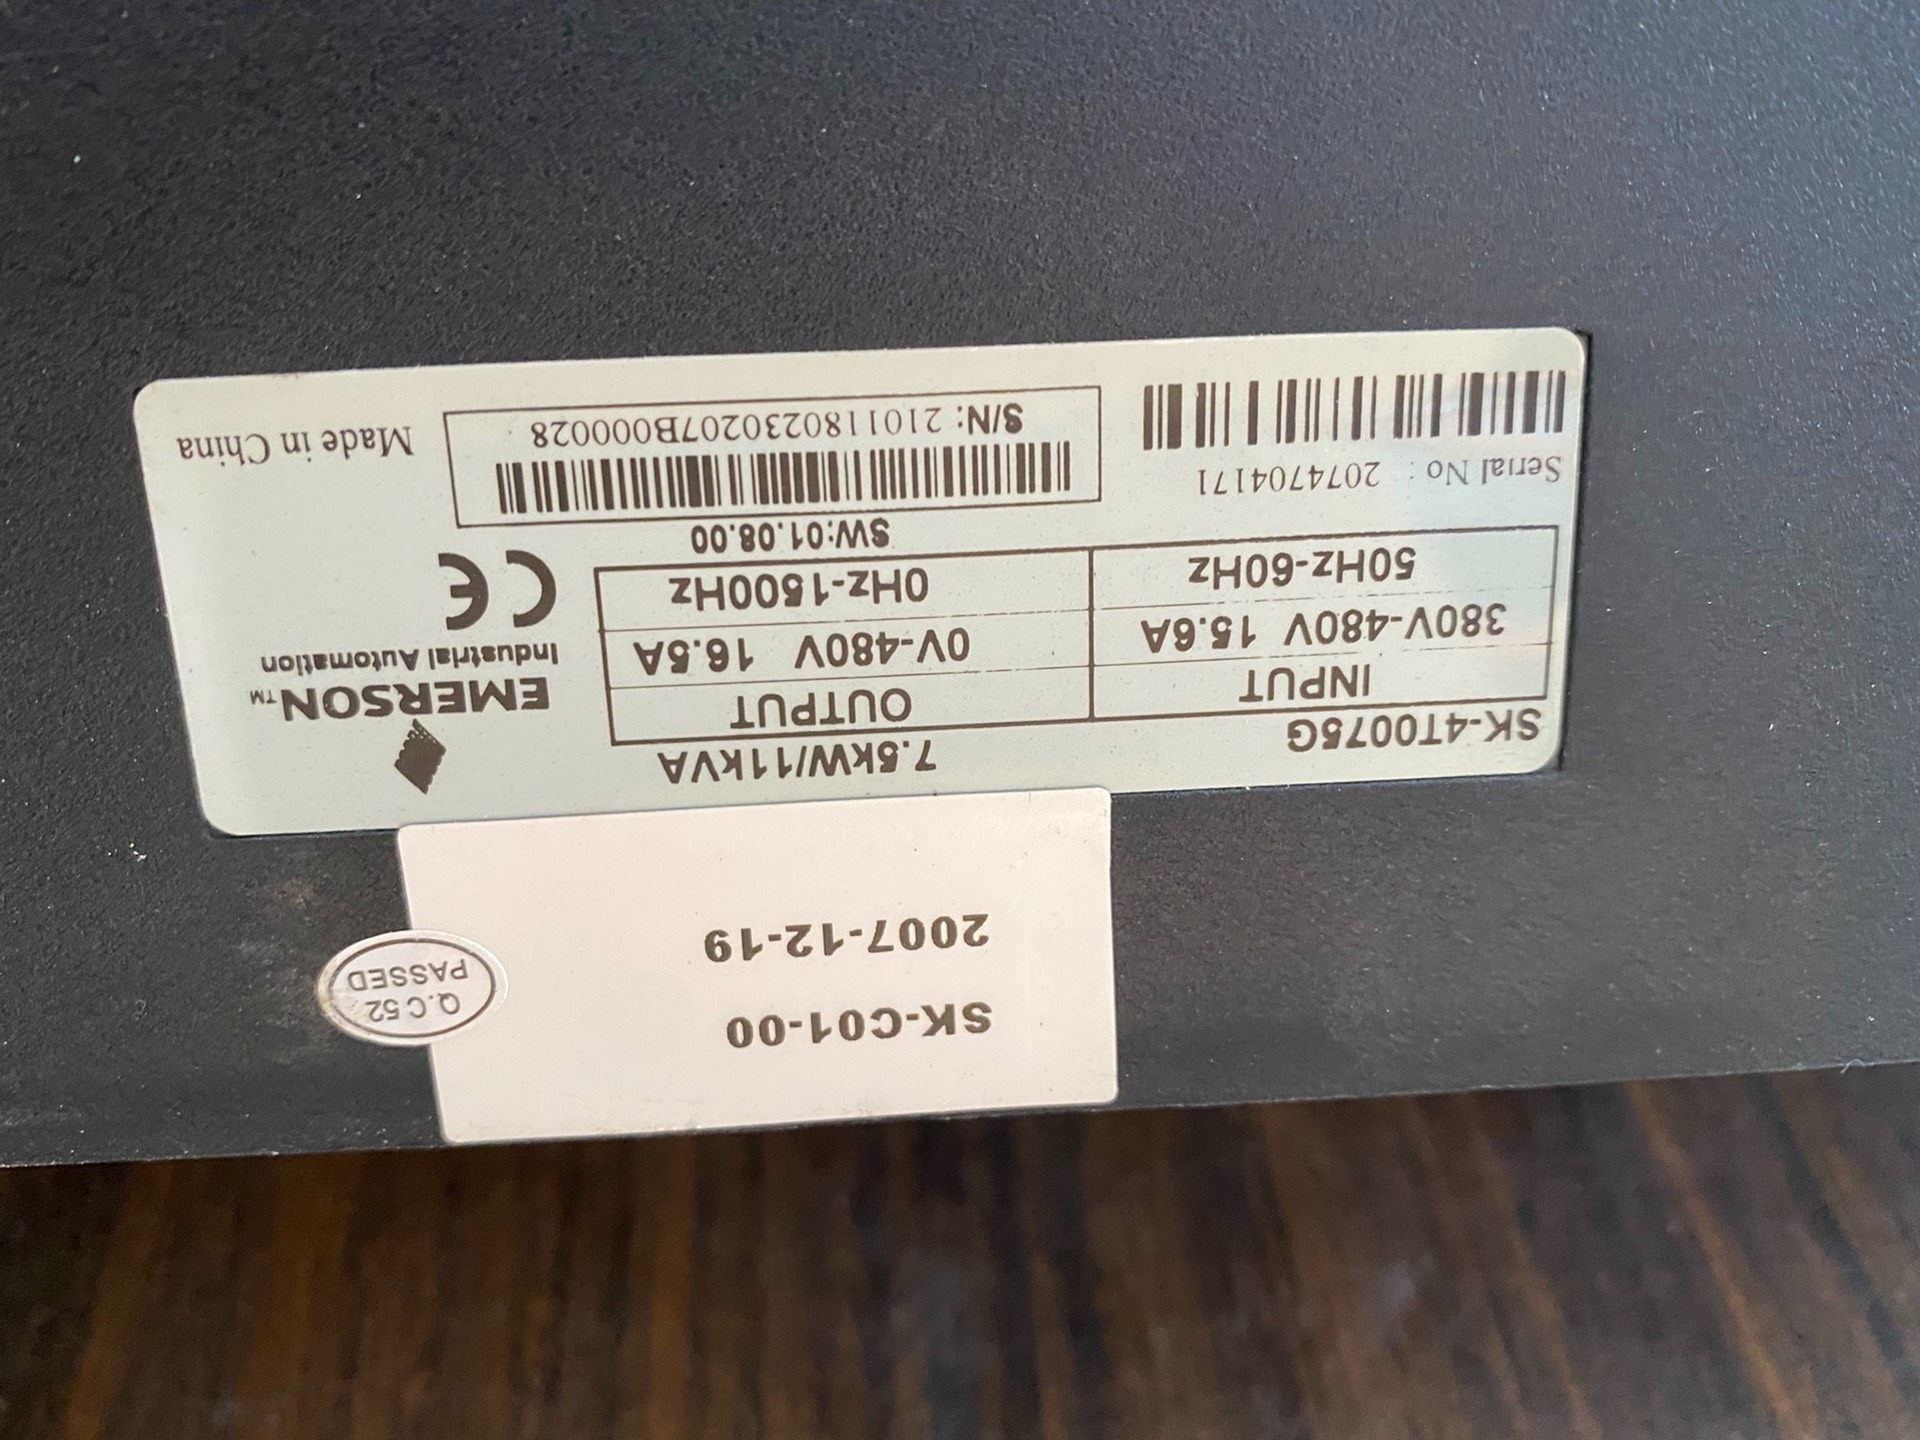 SK-C01-00
2007-12-19
Q.C 52
PASSED
SK-4T0075G
7.5kW/11kVA
INPUT
OUTPUT
380V-480V 15.6A
0V-480V 16.5A
50Hz-60Hz
0Hz-1500Hz
SW:01.08.00
EMERSON™
Industrial Automation
CE
Serial No : 2074704171
S/N: 2101180230207B000028
Made in China